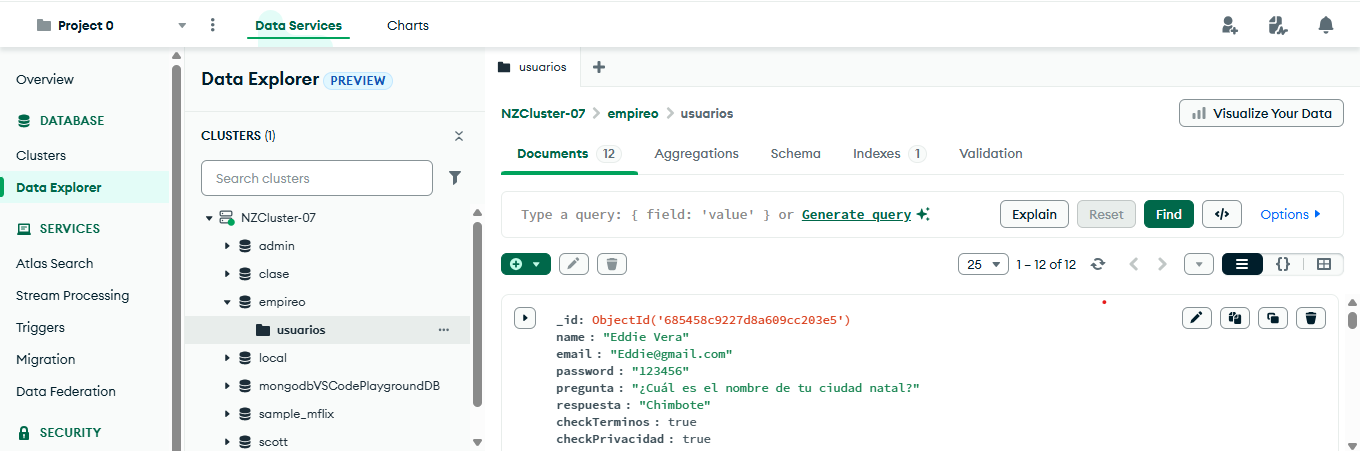 Project 0
Data Services
Charts
Overview
DATABASE
Clusters
Data Explorer
SERVICES
Atlas Search
Stream Processing
Triggers
Migration
Data Federation
SECURITY
Data Explorer PREVIEW
CLUSTERS (1)
Search clusters
NZCluster-07
admin
clase
empireo
usuarios
local
mongodbVSCodePlaygroundDB
sample_mflix
scott
usuarios
NZCluster-07 > empireo > usuarios
Visualize Your Data
Documents 12 Aggregations Schema Indexes 1 Validation
Type a query: { field: 'value' } or Generate query
Explain Reset Find </> Options
25 1 – 12 of 12 {}
_id: ObjectId('685458c9227d8a609cc203e5')
name : "Eddie Vera"
email : "Eddie@gmail.com"
password : "123456"
pregunta : "¿Cuál es el nombre de tu ciudad natal?"
respuesta : "Chimbote"
checkTerminos : true
checkPrivacidad : true